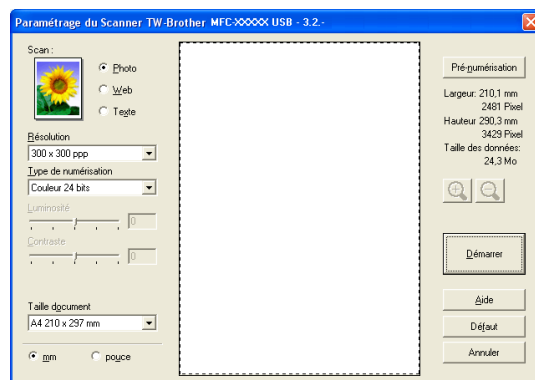 Paramétrage du Scanner TW-Brother MFC-XXXXX USB - 3.2.-
Scan :
Photo
Web
Texte
Résolution
300 x 300 ppp
Type de numérisation
Couleur 24 bits
Luminosité
0
Contraste
0
Taille document
A4 210 x 297 mm
mm
pouce
Pré-numérisation
Largeur: 210,1 mm
2481 Pixel
Hauteur 290,3 mm
3429 Pixel
Taille des données:
24,3 Mo
Démarrer
Aide
Défaut
Annuler